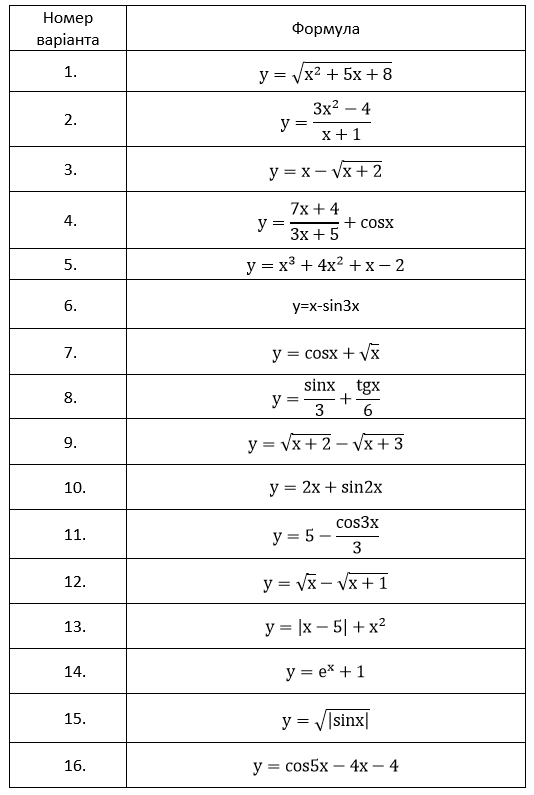 Номер варіанта Формула
1. y = √(x² + 5x + 8)
2. y = (3x² − 4)/(x + 1)
3. y = x − √(x + 2)
4. y = (7x + 4)/(3x + 5) + cosx
5. y = x³ + 4x² + x − 2
6. y=x-sin3x
7. y = cosx + √x
8. y = sinx/3 + tgx/6
9. y = √(x + 2) − √(x + 3)
10. y = 2x + sin2x
11. y = 5 − cos3x/3
12. y = √x − √(x + 1)
13. y = |x − 5| + x²
14. y = eˣ + 1
15. y = √|sinx|
16. y = cos5x − 4x − 4